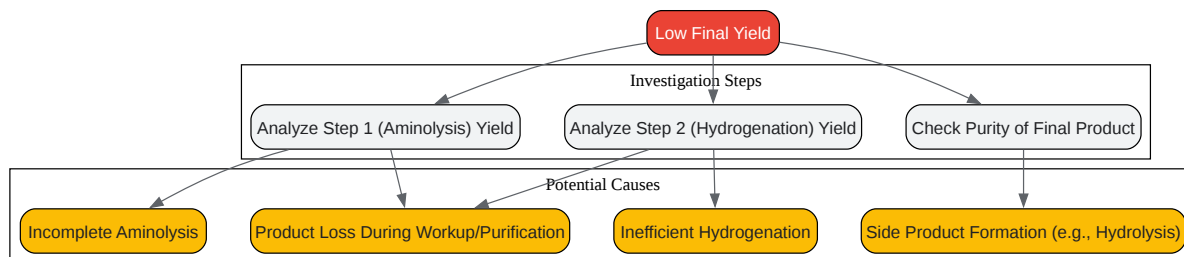 Low Final Yield
Investigation Steps
Analyze Step 1 (Aminolysis) Yield
Analyze Step 2 (Hydrogenation) Yield
Check Purity of Final Product
Potential Causes
Incomplete Aminolysis
Product Loss During Workup/Purification
Inefficient Hydrogenation
Side Product Formation (e.g., Hydrolysis)